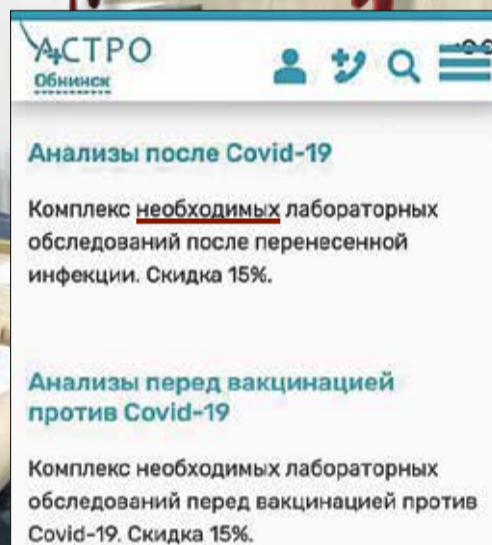 АСТРО
Обнинск
Анализы после Covid-19
Комплекс необходимых лабораторных
обследований после перенесенной
инфекции. Скидка 15%.
Анализы перед вакцинацией
против Covid-19
Комплекс необходимых лабораторных
обследований перед вакцинацией против
Covid-19. Скидка 15%.